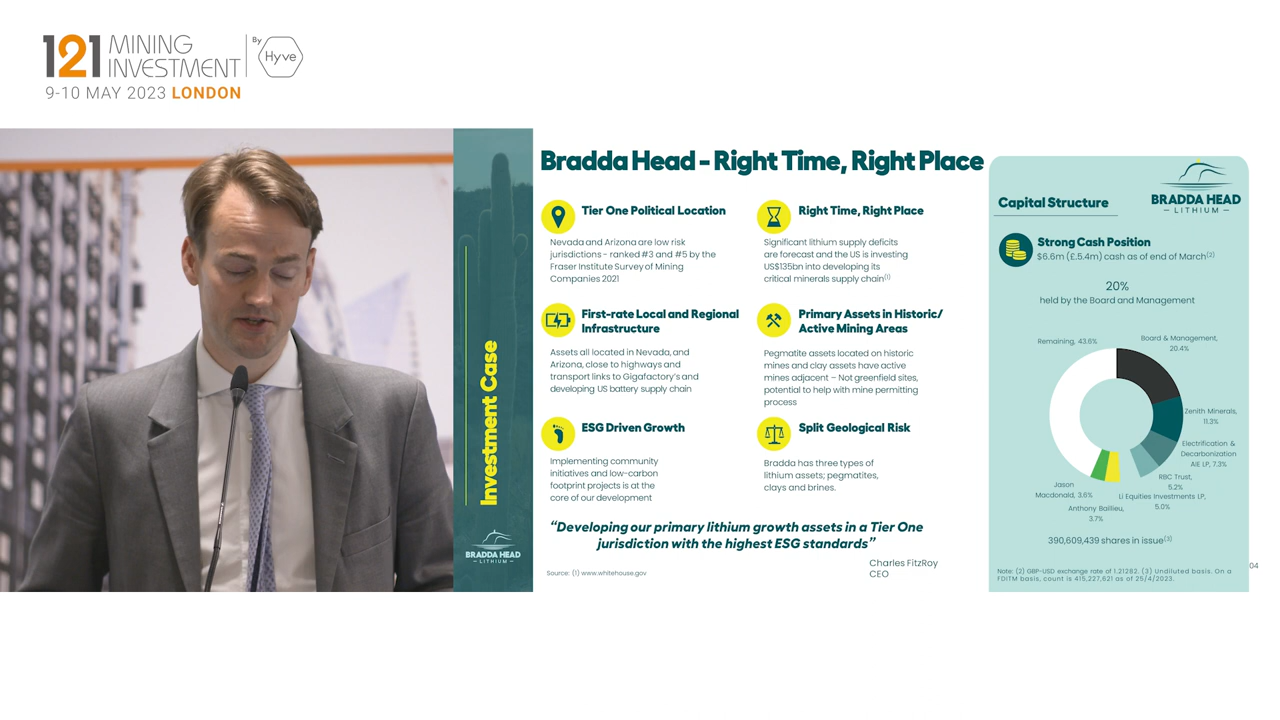 121 MINING INVESTMENT By Hyve
9-10 MAY 2023 LONDON
Investment Case
BRADDA HEAD
– LITHIUM –
Bradda Head - Right Time, Right Place
Tier One Political Location
Nevada and Arizona are low risk
jurisdictions - ranked #3 and #5 by the
Fraser Institute Survey of Mining
Companies 2021
Right Time, Right Place
Significant lithium supply deficits
are forecast and the US is investing
US$135bn into developing its
critical minerals supply chain(1)
First-rate Local and Regional
Infrastructure
Assets all located in Nevada, and
Arizona, close to highways and
transport links to Gigafactory's and
developing US battery supply chain
Primary Assets in Historic/
Active Mining Areas
Pegmatite assets located on historic
mines and clay assets have active
mines adjacent – Not greenfield sites,
potential to help with mine permitting
process
ESG Driven Growth
Implementing community
initiatives and low-carbon
footprint projects is at the
core of our development
Split Geological Risk
Bradda has three types of
lithium assets; pegmatites,
clays and brines.
“Developing our primary lithium growth assets in a Tier One
jurisdiction with the highest ESG standards”
Charles FitzRoy
CEO
Source: (1) www.whitehouse.gov
BRADDA HEAD
– LITHIUM –
Capital Structure
Strong Cash Position
$6.6m (£.5.4m) cash as of end of March(2)
20%
held by the Board and Management
Remaining, 43.6%
Board & Management,
20.4%
Zenith Minerals,
11.3%
Electrification &
Decarbonization
AIE LP, 7.3%
RBC Trust,
5.2%
Li Equities Investments LP,
5.0%
Anthony Baillieu,
3.7%
Jason
Macdonald, 3.6%
390,609,439 shares in issue(3)
Note: (2) GBP-USD exchange rate of 1.21282. (3) Undiluted basis. On a
FDITM basis, count is 415,227,621 as of 25/4/2023.
04